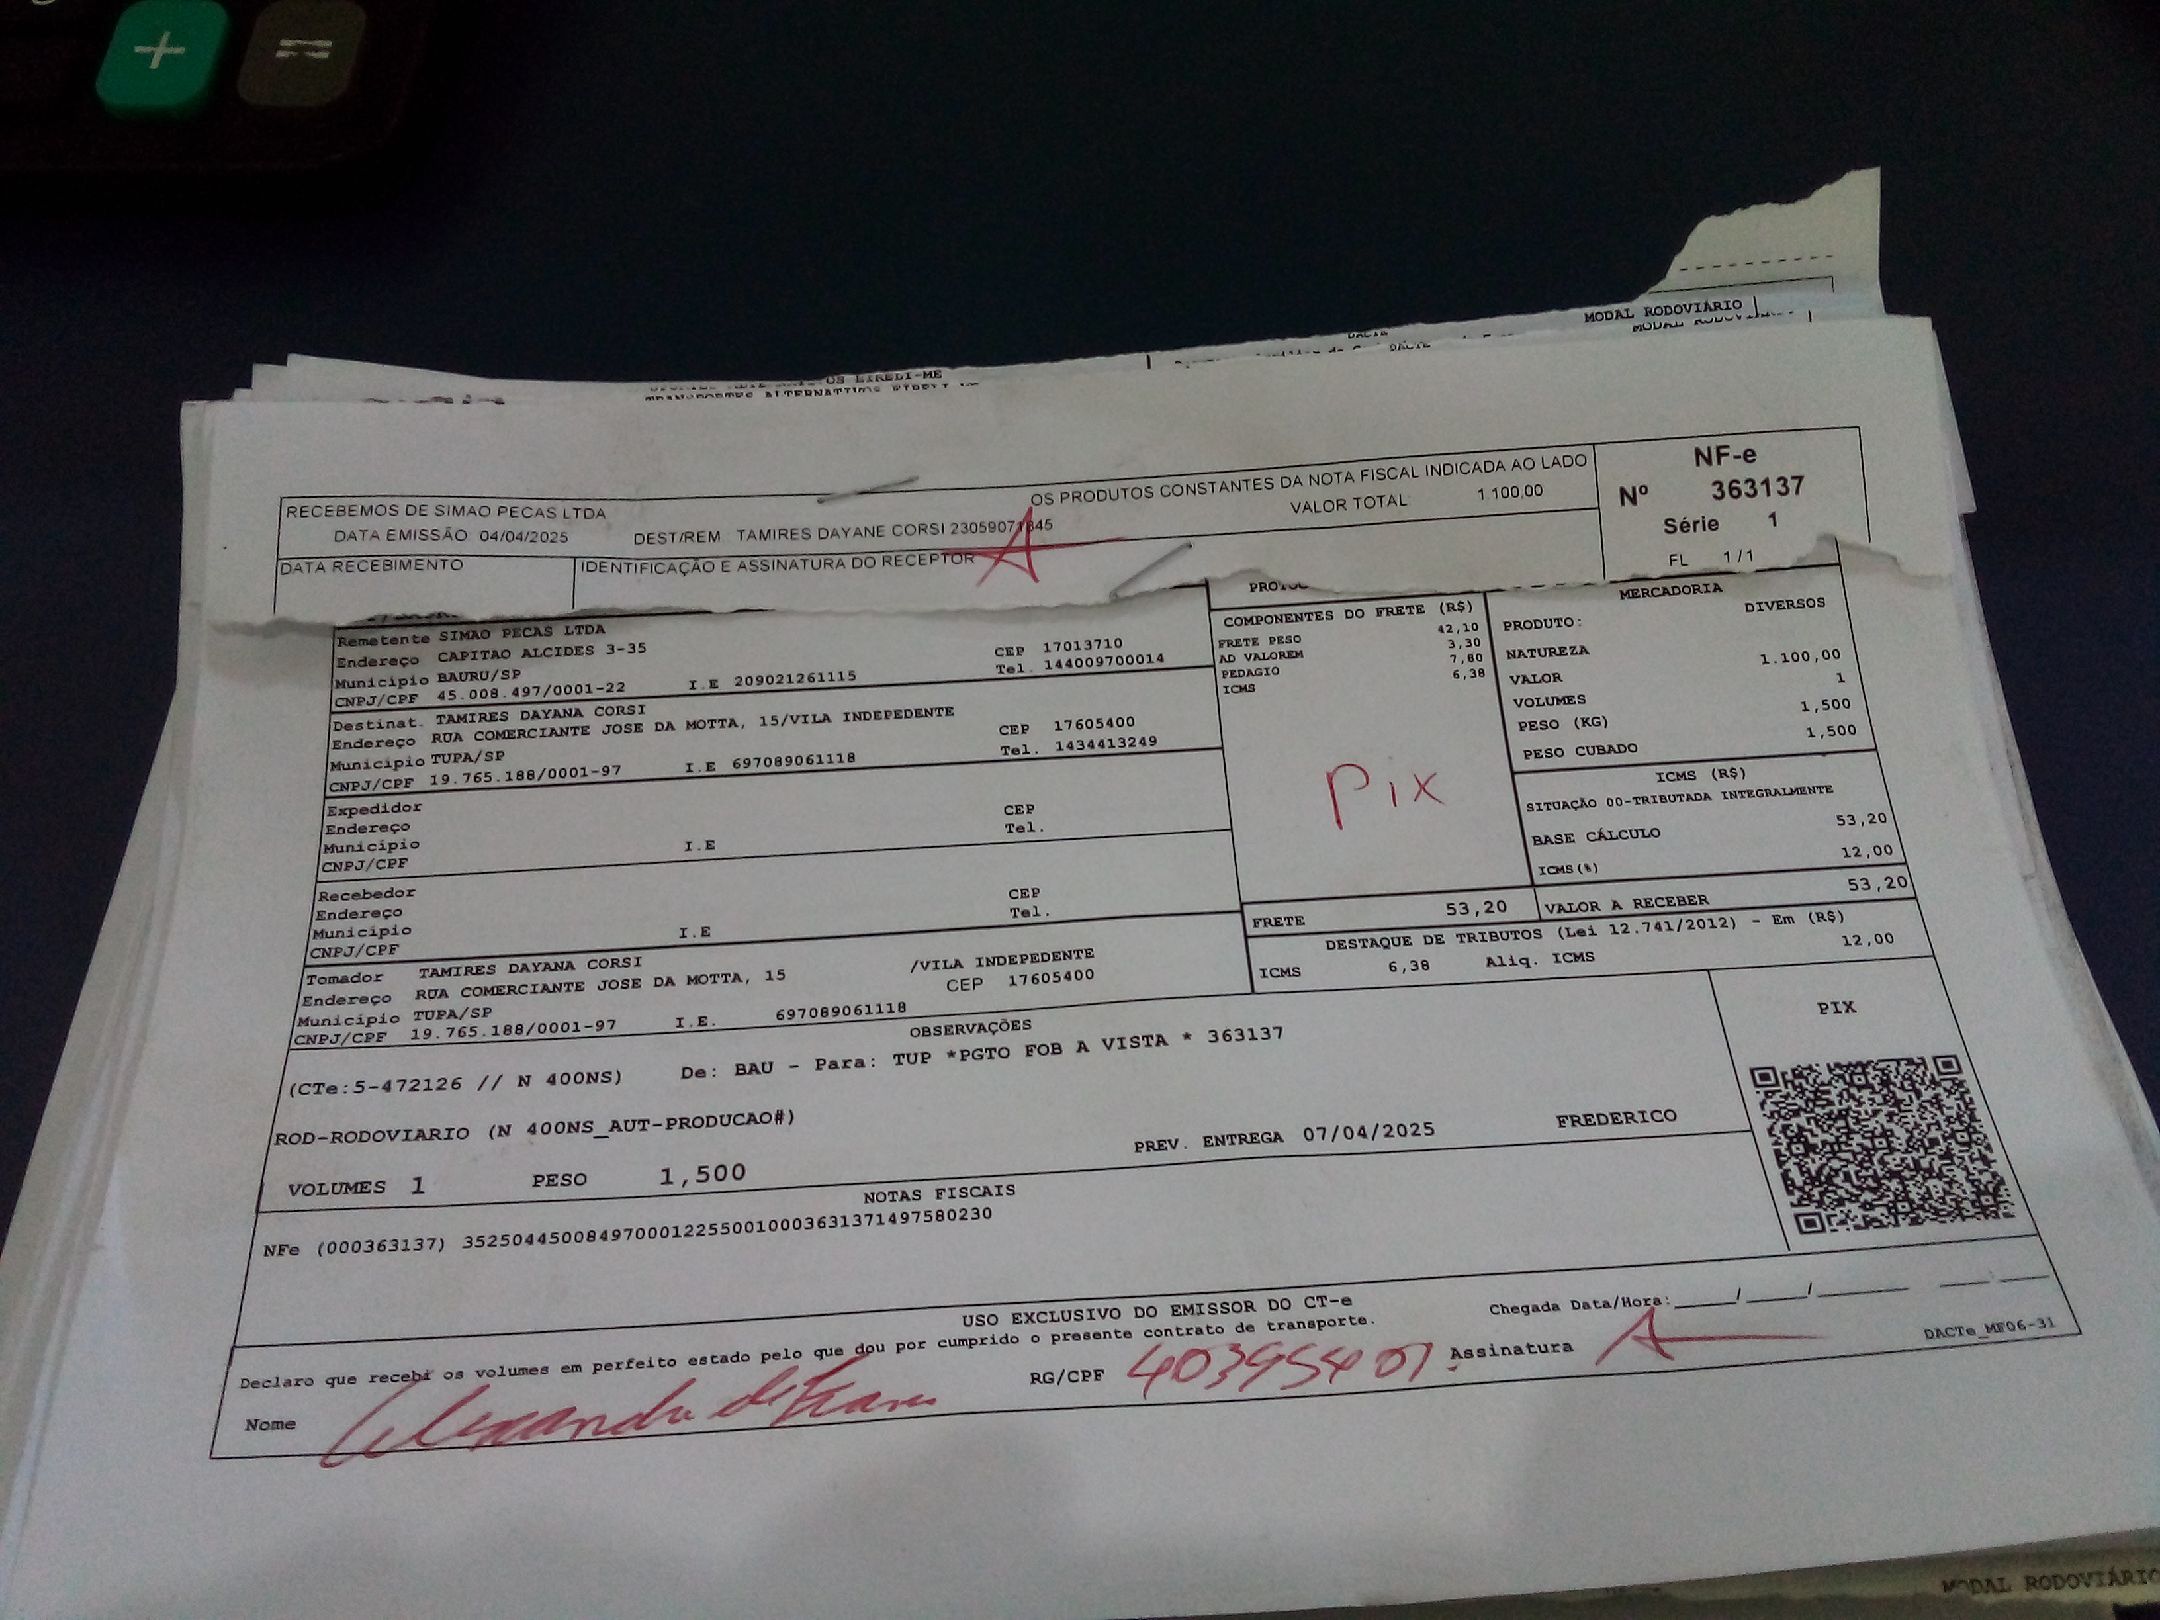 + =
MODAL RODOVIÁRIO
DACTE
EIRELI-ME
TRANSPORTES ALTERNATIVOS EIRELI
RECEBEMOS DE SIMAO PECAS LTDA OS PRODUTOS CONSTANTES DA NOTA FISCAL INDICADA AO LADO
DATA EMISSÃO 04/04/2025 DEST/REM TAMIRES DAYANE CORSI 23059071845 VALOR TOTAL 1.100,00
DATA RECEBIMENTO IDENTIFICAÇÃO E ASSINATURA DO RECEPTOR
NF-e
Nº 363137
Série 1
FL 1/1
Remetente SIMAO PECAS LTDA
Endereço CAPITAO ALCIDES 3-35 CEP 17013710
Município BAURU/SP Tel. 144009700014
CNPJ/CPF 45.008.497/0001-22 I.E 209021261115
Destinat. TAMIRES DAYANA CORSI
Endereço RUA COMERCIANTE JOSE DA MOTTA, 15/VILA INDEPEDENTE CEP 17605400
Município TUPA/SP Tel. 1434413249
CNPJ/CPF 19.765.188/0001-97 I.E 697089061118
Expedidor
Endereço CEP
Município Tel.
CNPJ/CPF I.E
Recebedor
Endereço CEP
Município Tel.
CNPJ/CPF I.E
Tomador TAMIRES DAYANA CORSI
Endereço RUA COMERCIANTE JOSE DA MOTTA, 15 /VILA INDEPEDENTE
Município TUPA/SP CEP 17605400
CNPJ/CPF 19.765.188/0001-97 I.E. 697089061118
COMPONENTES DO FRETE (R$)
FRETE PESO 42,10
AD VALOREM 3,30
PEDAGIO 7,80
ICMS 6,38
Pix
MERCADORIA
PRODUTO: DIVERSOS
NATUREZA
VALOR 1.100,00
VOLUMES 1
PESO (KG) 1,500
PESO CUBADO 1,500
ICMS (R$)
SITUAÇÃO 00-TRIBUTADA INTEGRALMENTE
BASE CÁLCULO 53,20
ICMS(%) 12,00
FRETE 53,20 VALOR A RECEBER 53,20
DESTAQUE DE TRIBUTOS (Lei 12.741/2012) - Em (R$)
ICMS 6,38 Aliq. ICMS 12,00
OBSERVAÇÕES
(CTe:5-472126 // N 400NS) De: BAU - Para: TUP *PGTO FOB A VISTA * 363137
ROD-RODOVIARIO (N 400NS_AUT-PRODUCAO#)
PREV. ENTREGA 07/04/2025 FREDERICO
VOLUMES 1 PESO 1,500
PIX
NOTAS FISCAIS
NFe (000363137) 35250445008497000122550010003631371497580230
USO EXCLUSIVO DO EMISSOR DO CT-e
Declaro que recebi os volumes em perfeito estado pelo que dou por cumprido o presente contrato de transporte.
Chegada Data/Hora:
Nome RG/CPF 403954 07 Assinatura
DACTe_MF06-31
MODAL RODOVIÁRIO